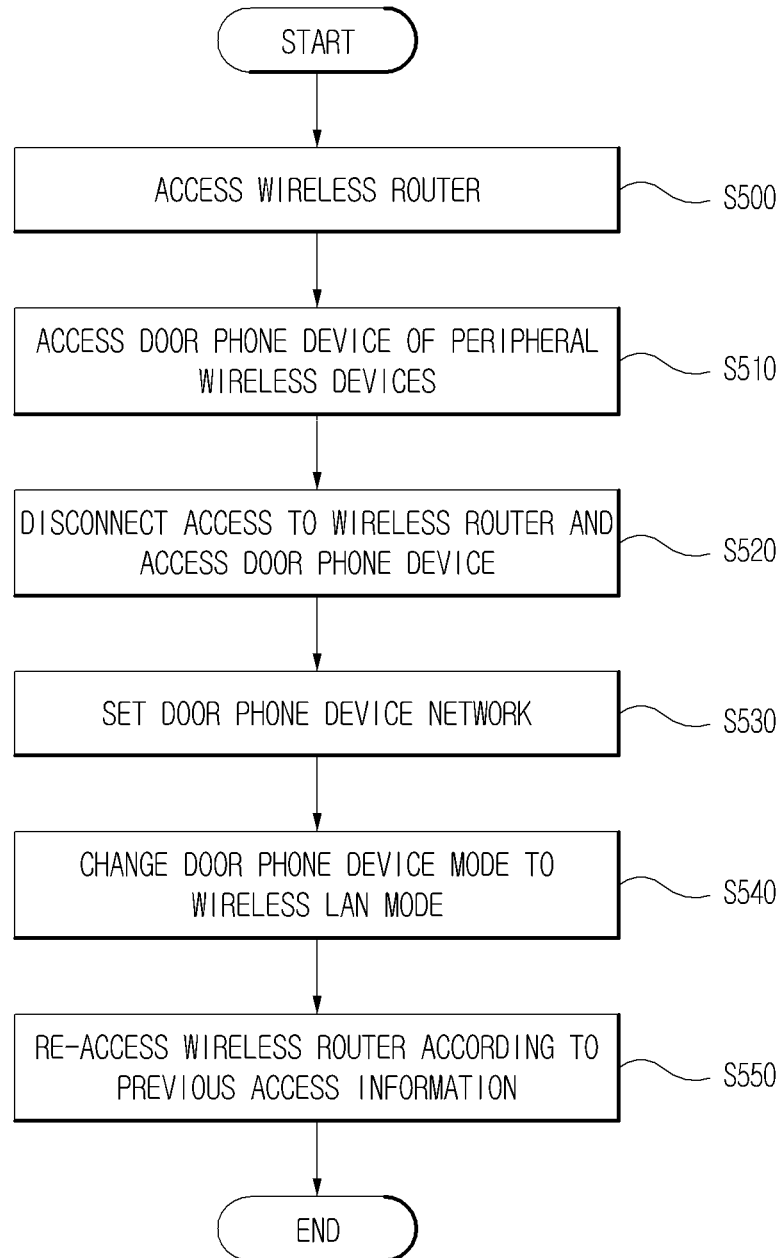 START
ACCESS WIRELESS ROUTER
S500
ACCESS DOOR PHONE DEVICE OF PERIPHERAL
WIRELESS DEVICES
S510
DISCONNECT ACCESS TO WIRELESS ROUTER AND
ACCESS DOOR PHONE DEVICE
S520
SET DOOR PHONE DEVICE NETWORK
S530
CHANGE DOOR PHONE DEVICE MODE TO
WIRELESS LAN MODE
S540
RE-ACCESS WIRELESS ROUTER ACCORDING TO
PREVIOUS ACCESS INFORMATION
S550
END